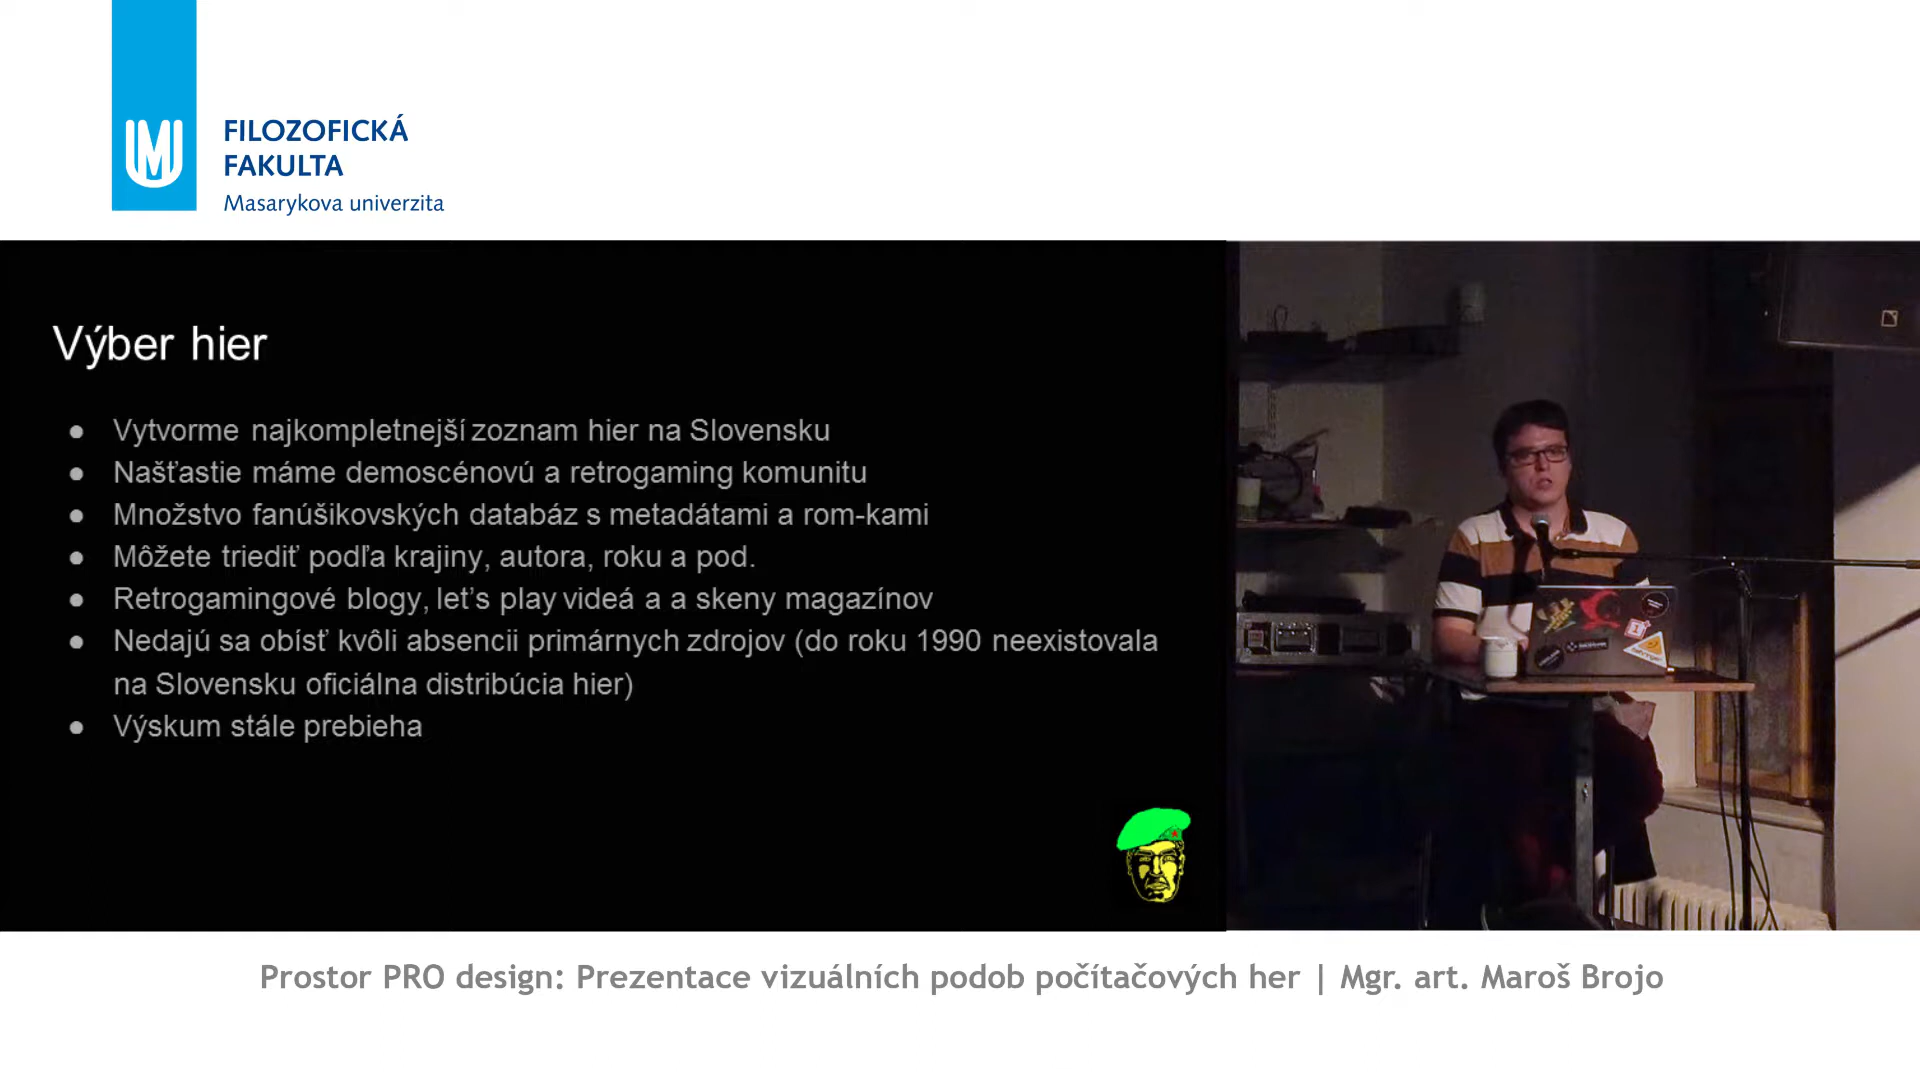 FILOZOFICKÁ
FAKULTA
Masarykova univerzita
Výber hier
● Vytvorme najkompletnejší zoznam hier na Slovensku
● Našťastie máme demoscénovú a retrogaming komunitu
● Množstvo fanúšikovských databáz s metadátami a rom-kami
● Môžete triediť podľa krajiny, autora, roku a pod.
● Retrogamingové blogy, let’s play videá a a skeny magazínov
● Nedajú sa obísť kvôli absencii primárnych zdrojov (do roku 1990 neexistovala
na Slovensku oficiálna distribúcia hier)
● Výskum stále prebieha
Prostor PRO design: Prezentace vizuálních podob počítačových her | Mgr. art. Maroš Brojo